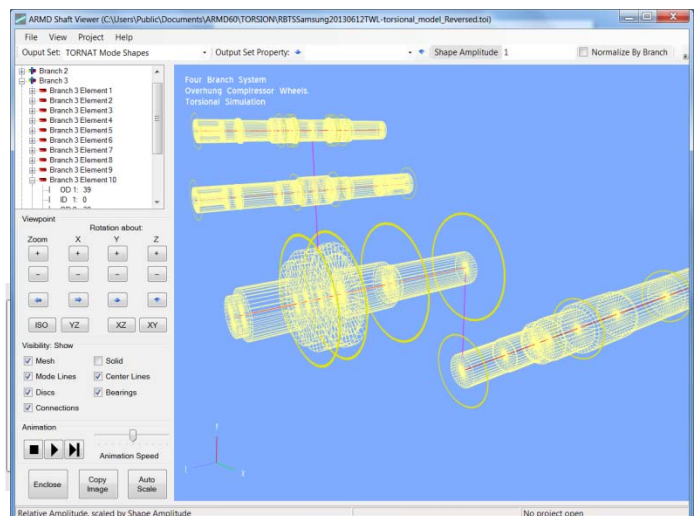 ARMD Shaft Viewer (C:\Users\Public\Documents\ARMD60\TORSION\RBTSSamsung20130612TWL-torsional_model_Reversed.toi)
File View Project Help
Ouput Set: TORNAT Mode Shapes Output Set Property: Shape Amplitude 1 Normalize By Branch
Branch 2
Branch 3
Branch 3 Element 1
Branch 3 Element 2
Branch 3 Element 3
Branch 3 Element 4
Branch 3 Element 5
Branch 3 Element 6
Branch 3 Element 7
Branch 3 Element 8
Branch 3 Element 9
Branch 3 Element 10
OD 1: 39
ID 1: 0
Four Branch System
Overhung Compressor Wheels.
Torsional Simulation
Viewpoint
Rotation about:
Zoom X Y Z
+ + + +
- - - -
ISO YZ XZ XY
Visibility: Show
Mesh Solid
Mode Lines Center Lines
Discs Bearings
Connections
Animation
Animation Speed
Enclose Copy Image Auto Scale
Relative Amplitude, scaled by Shape Amplitude No project open